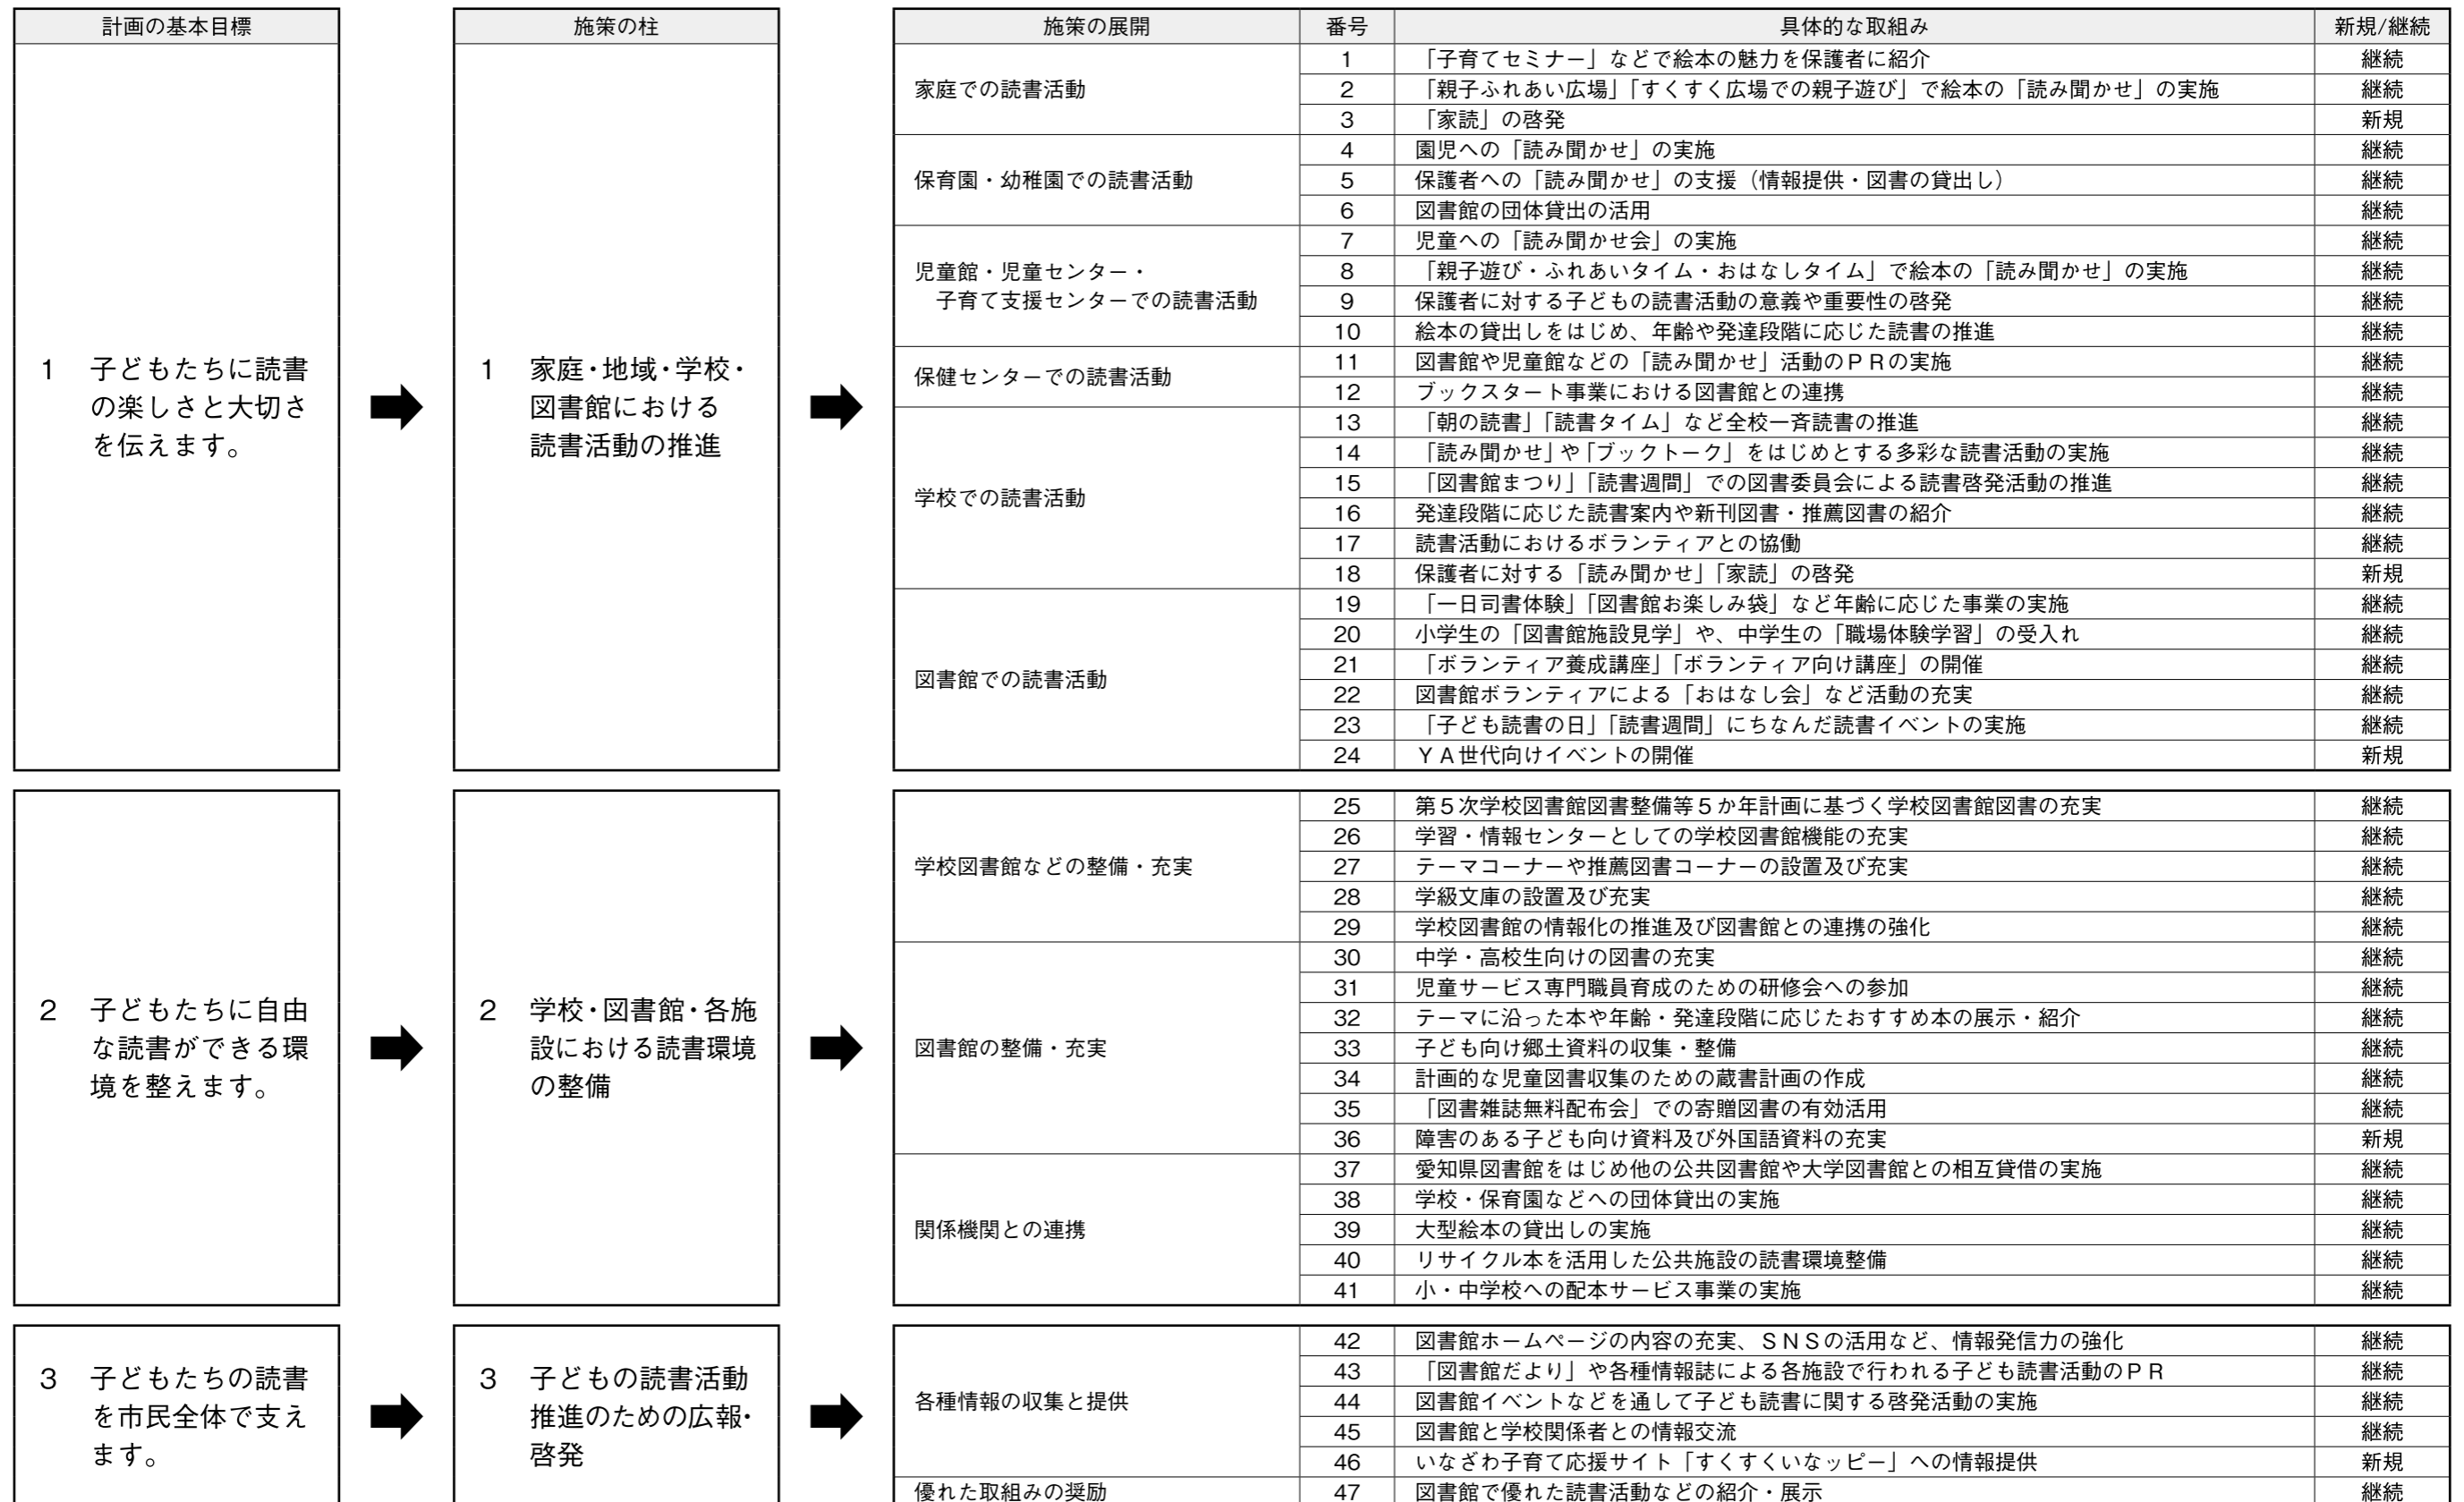 計画の基本目標
施策の柱
施策の展開 番号 具体的な取組み 新規/継続
1 子どもたちに読書
の楽しさと大切さ
を伝えます。
1 家庭・地域・学校・
図書館における
読書活動の推進
家庭での読書活動
1 「子育てセミナー」などで絵本の魅力を保護者に紹介 継続
2 「親子ふれあい広場」「すくすく広場での親子遊び」で絵本の「読み聞かせ」の実施 継続
3 「家読」の啓発 新規
保育園・幼稚園での読書活動
4 園児への「読み聞かせ」の実施 継続
5 保護者への「読み聞かせ」の支援（情報提供・図書の貸出し） 継続
6 図書館の団体貸出の活用 継続
児童館・児童センター・
子育て支援センターでの読書活動
7 児童への「読み聞かせ会」の実施 継続
8 「親子遊び・ふれあいタイム・おはなしタイム」で絵本の「読み聞かせ」の実施 継続
9 保護者に対する子どもの読書活動の意義や重要性の啓発 継続
10 絵本の貸出しをはじめ、年齢や発達段階に応じた読書の推進 継続
保健センターでの読書活動
11 図書館や児童館などの「読み聞かせ」活動のＰＲの実施 継続
12 ブックスタート事業における図書館との連携 継続
学校での読書活動
13 「朝の読書」「読書タイム」など全校一斉読書の推進 継続
14 「読み聞かせ」や「ブックトーク」をはじめとする多彩な読書活動の実施 継続
15 「図書館まつり」「読書週間」での図書委員会による読書啓発活動の推進 継続
16 発達段階に応じた読書案内や新刊図書・推薦図書の紹介 継続
17 読書活動におけるボランティアとの協働 継続
18 保護者に対する「読み聞かせ」「家読」の啓発 新規
図書館での読書活動
19 「一日司書体験」「図書館お楽しみ袋」など年齢に応じた事業の実施 継続
20 小学生の「図書館施設見学」や、中学生の「職場体験学習」の受入れ 継続
21 「ボランティア養成講座」「ボランティア向け講座」の開催 継続
22 図書館ボランティアによる「おはなし会」など活動の充実 継続
23 「子ども読書の日」「読書週間」にちなんだ読書イベントの実施 継続
24 ＹＡ世代向けイベントの開催 新規
2 子どもたちに自由
な読書ができる環
境を整えます。
2 学校・図書館・各施
設における読書環境
の整備
学校図書館などの整備・充実
25 第５次学校図書館図書整備等５か年計画に基づく学校図書館図書の充実 継続
26 学習・情報センターとしての学校図書館機能の充実 継続
27 テーマコーナーや推薦図書コーナーの設置及び充実 継続
28 学級文庫の設置及び充実 継続
29 学校図書館の情報化の推進及び図書館との連携の強化 継続
図書館の整備・充実
30 中学・高校生向けの図書の充実 継続
31 児童サービス専門職員育成のための研修会への参加 継続
32 テーマに沿った本や年齢・発達段階に応じたおすすめ本の展示・紹介 継続
33 子ども向け郷土資料の収集・整備 継続
34 計画的な児童図書収集のための蔵書計画の作成 継続
35 「図書雑誌無料配布会」での寄贈図書の有効活用 継続
36 障害のある子ども向け資料及び外国語資料の充実 新規
関係機関との連携
37 愛知県図書館をはじめ他の公共図書館や大学図書館との相互貸借の実施 継続
38 学校・保育園などへの団体貸出の実施 継続
39 大型絵本の貸出しの実施 継続
40 リサイクル本を活用した公共施設の読書環境整備 継続
41 小・中学校への配本サービス事業の実施 継続
3 子どもたちの読書
を市民全体で支え
ます。
3 子どもの読書活動
推進のための広報・
啓発
各種情報の収集と提供
42 図書館ホームページの内容の充実、ＳＮＳの活用など、情報発信力の強化 継続
43 「図書館だより」や各種情報誌による各施設で行われる子ども読書活動のＰＲ 継続
44 図書館イベントなどを通して子ども読書に関する啓発活動の実施 継続
45 図書館と学校関係者との情報交流 継続
46 いなざわ子育て応援サイト「すくすくいなッピー」への情報提供 新規
優れた取組みの奨励 47 図書館で優れた読書活動などの紹介・展示 継続